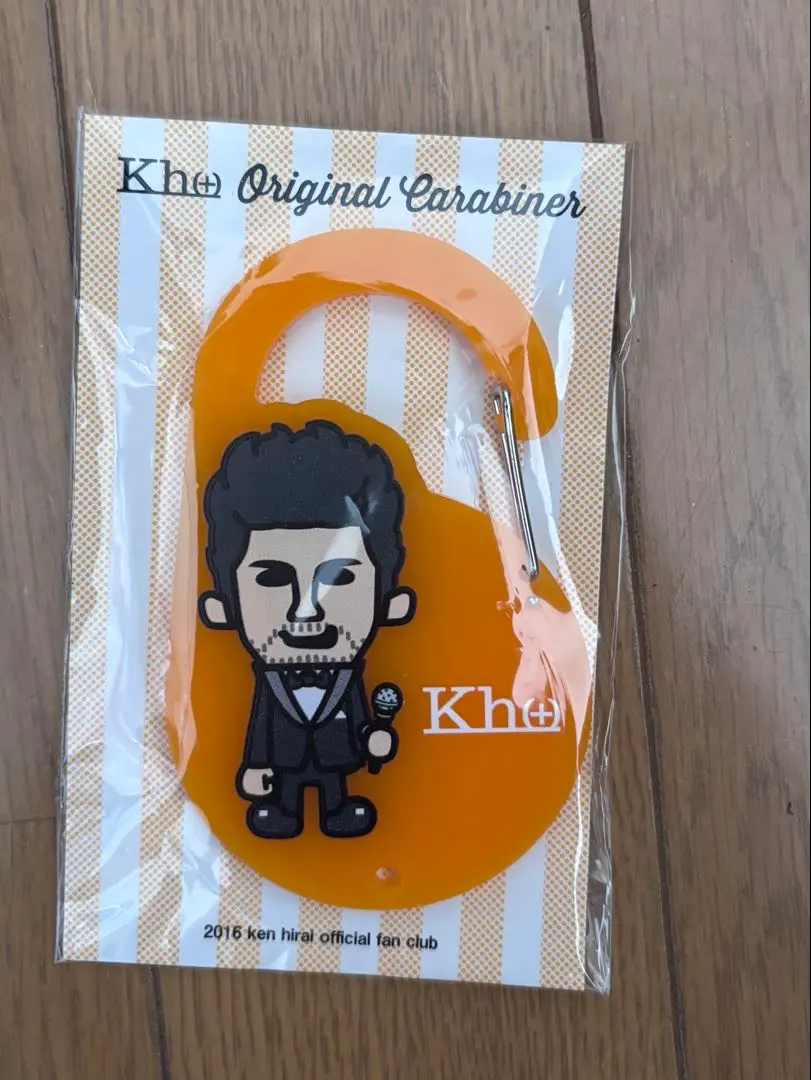 Kh(+) Original Carabiner
Kh(+)
2016 ken hirai official fan club